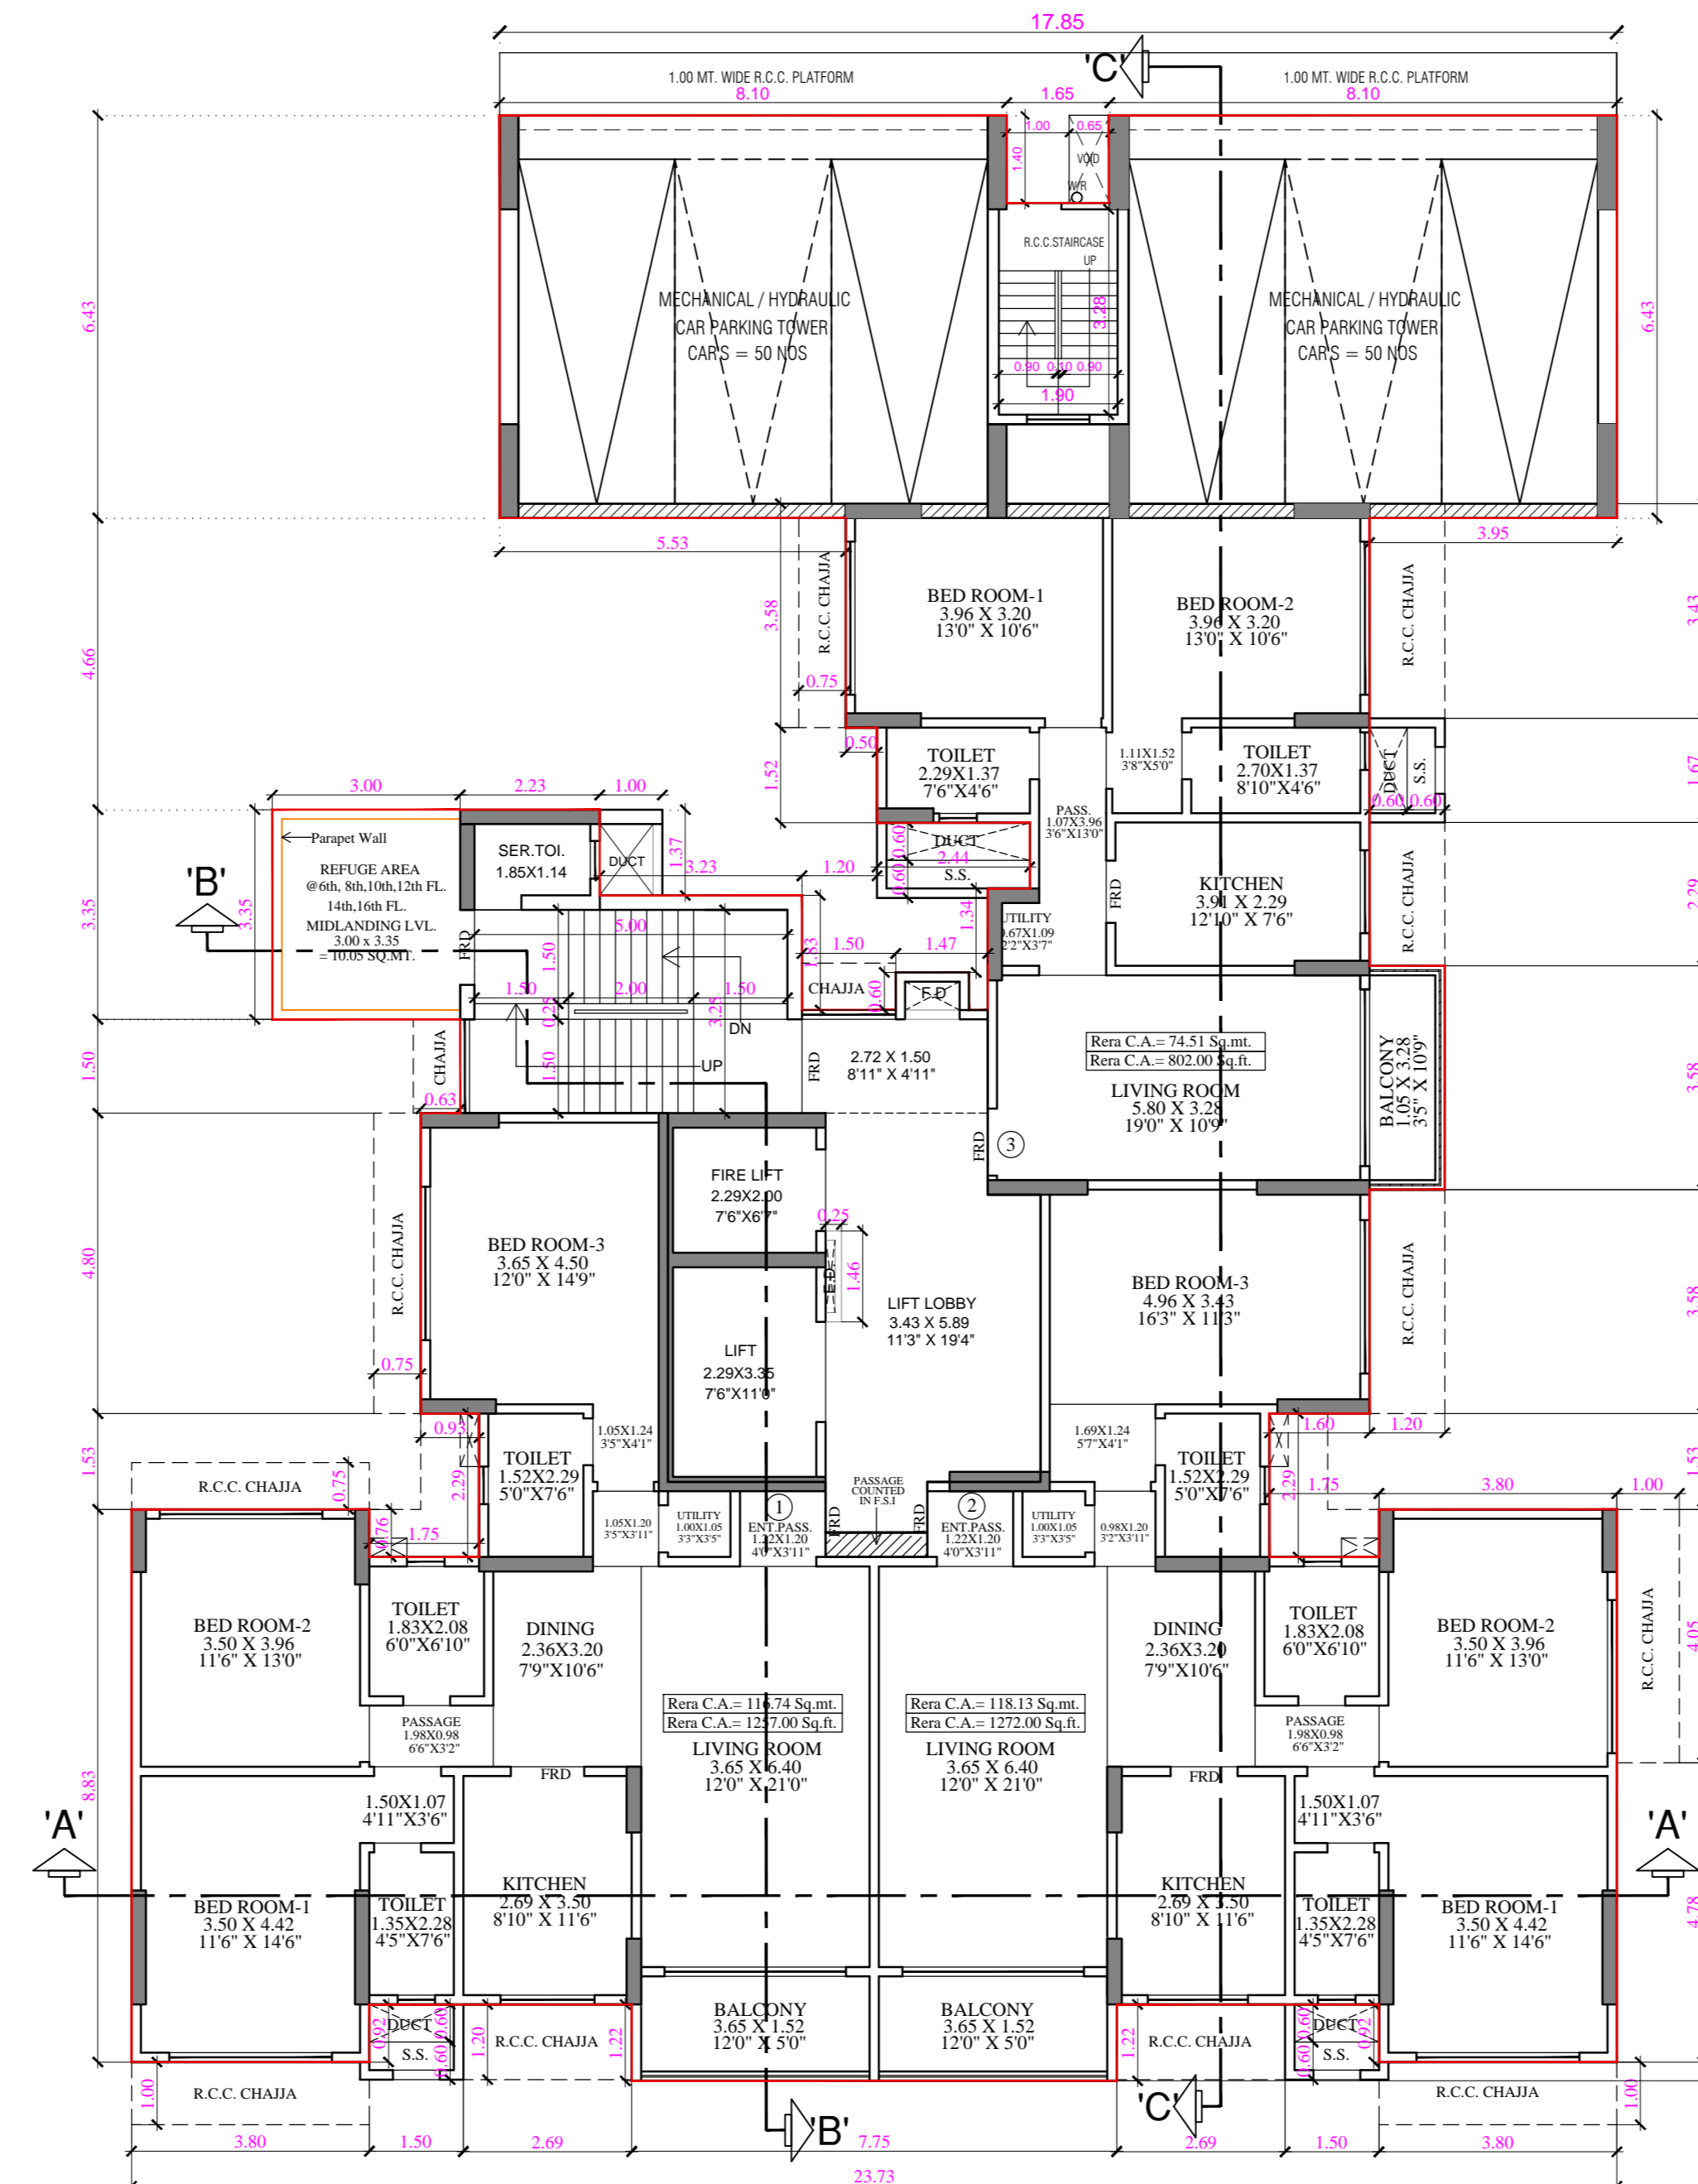 17.85
1.00 MT. WIDE R.C.C. PLATFORM
'C'
1.00 MT. WIDE R.C.C. PLATFORM
8.10
1.65
8.10
1.00
0.65
1.40
VOID
W/R
R.C.C.STAIRCASE
UP
MECHANICAL / HYDRAULIC
CAR PARKING TOWER
CAR'S = 50 NOS
3.28
MECHANICAL / HYDRAULIC
CAR PARKING TOWER
CAR'S = 50 NOS
6.43
6.43
0.90
0.10
0.90
1.90
5.53
3.95
R.C.C. CHAJJA
3.58
BED ROOM-1
3.96 X 3.20
13'0" X 10'6"
BED ROOM-2
3.96 X 3.20
13'0" X 10'6"
R.C.C. CHAJJA
3.43
4.66
0.75
0.50
1.52
TOILET
2.29X1.37
7'6"X4'6"
1.11X1.52
3'8"X5'0"
TOILET
2.70X1.37
8'10"X4'6"
DUCT
S.S.
1.67
0.60
0.60
PASS.
1.07X3.96
3'6"X13'0"
3.00
2.23
1.00
Parapet Wall
REFUGE AREA
@6th, 8th,10th,12th FL.
14th,16th FL.
MIDLANDING LVL.
3.00 x 3.35
= 10.05 SQ.MT.
SER.TOI.
1.85X1.14
DUCT
1.37
3.23
1.20
0.60
DUCT
2.44
S.S.
0.60
'B'
3.35
3.35
FRD
5.00
1.50
1.33
1.50
1.47
1.34
UTILITY
0.67X1.09
2'2"X3'7"
FRD
KITCHEN
3.91 X 2.29
12'10" X 7'6"
R.C.C. CHAJJA
2.29
1.50
2.00
1.50
0.25
3.25
CHAJJA
0.60
F.D
DN
UP
CHAJJA
1.50
1.50
0.63
FRD
2.72 X 1.50
8'11" X 4'11"
Rera C.A.= 74.51 Sq.mt.
Rera C.A.= 802.00 Sq.ft.
LIVING ROOM
5.80 X 3.28
19'0" X 10'9"
BALCONY
1.05 X 3.28
3'5" X 10'9"
3.58
FRD
3
FIRE LIFT
2.29X2.00
7'6"X6'7"
0.25
E.D
1.46
R.C.C. CHAJJA
BED ROOM-3
3.65 X 4.50
12'0" X 14'9"
4.80
LIFT
2.29X3.35
7'6"X11'0"
LIFT LOBBY
3.43 X 5.89
11'3" X 19'4"
BED ROOM-3
4.96 X 3.43
16'3" X 11'3"
R.C.C. CHAJJA
3.58
0.75
0.93
1.60
1.20
1.53
R.C.C. CHAJJA
0.75
2.29
TOILET
1.52X2.29
5'0"X7'6"
1.05X1.24
3'5"X4'1"
1.69X1.24
5'7"X4'1"
TOILET
1.52X2.29
5'0"X7'6"
2.29
1.75
3.80
1.00
1.53
0.76
1.75
1.05X1.20
3'5"X3'11"
UTILITY
1.00X1.05
3'3"X3'5"
1
ENT.PASS.
1.22X1.20
4'0"X3'11"
FRD
PASSAGE
COUNTED
IN F.S.I
FRD
2
ENT.PASS.
1.22X1.20
4'0"X3'11"
UTILITY
1.00X1.05
3'3"X3'5"
0.98X1.20
3'2"X3'11"
BED ROOM-2
3.50 X 3.96
11'6" X 13'0"
TOILET
1.83X2.08
6'0"X6'10"
DINING
2.36X3.20
7'9"X10'6"
DINING
2.36X3.20
7'9"X10'6"
TOILET
1.83X2.08
6'0"X6'10"
BED ROOM-2
3.50 X 3.96
11'6" X 13'0"
R.C.C. CHAJJA
4.05
PASSAGE
1.98X0.98
6'6"X3'2"
Rera C.A.= 116.74 Sq.mt.
Rera C.A.= 1257.00 Sq.ft.
LIVING ROOM
3.65 X 6.40
12'0" X 21'0"
Rera C.A.= 118.13 Sq.mt.
Rera C.A.= 1272.00 Sq.ft.
LIVING ROOM
3.65 X 6.40
12'0" X 21'0"
PASSAGE
1.98X0.98
6'6"X3'2"
FRD
FRD
8.83
'A'
1.50X1.07
4'11"X3'6"
1.50X1.07
4'11"X3'6"
'A'
BED ROOM-1
3.50 X 4.42
11'6" X 14'6"
TOILET
1.35X2.28
4'5"X7'6"
KITCHEN
2.69 X 3.50
8'10" X 11'6"
KITCHEN
2.69 X 3.50
8'10" X 11'6"
TOILET
1.35X2.28
4'5"X7'6"
BED ROOM-1
3.50 X 4.42
11'6" X 14'6"
4.78
0.92
DUCT
0.60
S.S.
0.60
1.20
R.C.C. CHAJJA
1.22
BALCONY
3.65 X 1.52
12'0" X 5'0"
BALCONY
3.65 X 1.52
12'0" X 5'0"
1.22
R.C.C. CHAJJA
0.60
DUCT
0.92
0.60
S.S.
1.00
R.C.C. CHAJJA
'B'
'C'
R.C.C. CHAJJA
1.00
3.80
1.50
2.69
7.75
2.69
1.50
3.80
23.73